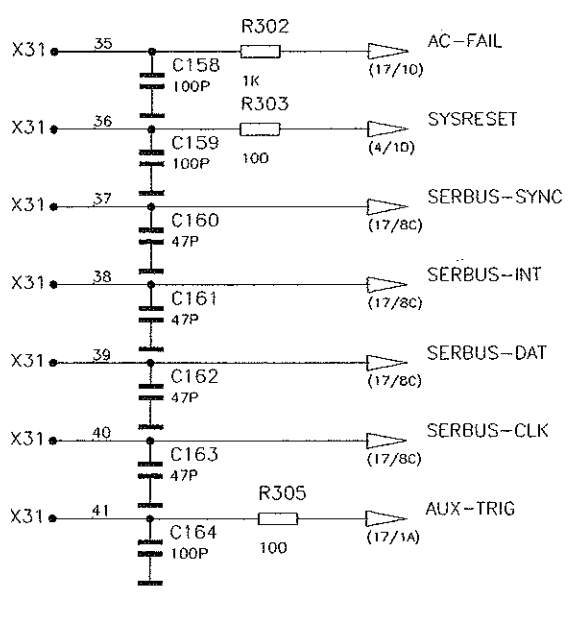 R302
X31 35 AC-FAIL
C158 (17/1D)
100P 1K
R303
X31 36 SYSRESET
C159 (4/1D)
100P 100
X31 37 SERBUS-SYNC
C160 (17/8C)
47P
X31 38 SERBUS-INT
C161 (17/8C)
47P
X31 39 SERBUS-DAT
C162 (17/8C)
47P
X31 40 SERBUS-CLK
C163 (17/8C)
47P
R305
X31 41 AUX-TRIG
C164 (17/1A)
100P 100